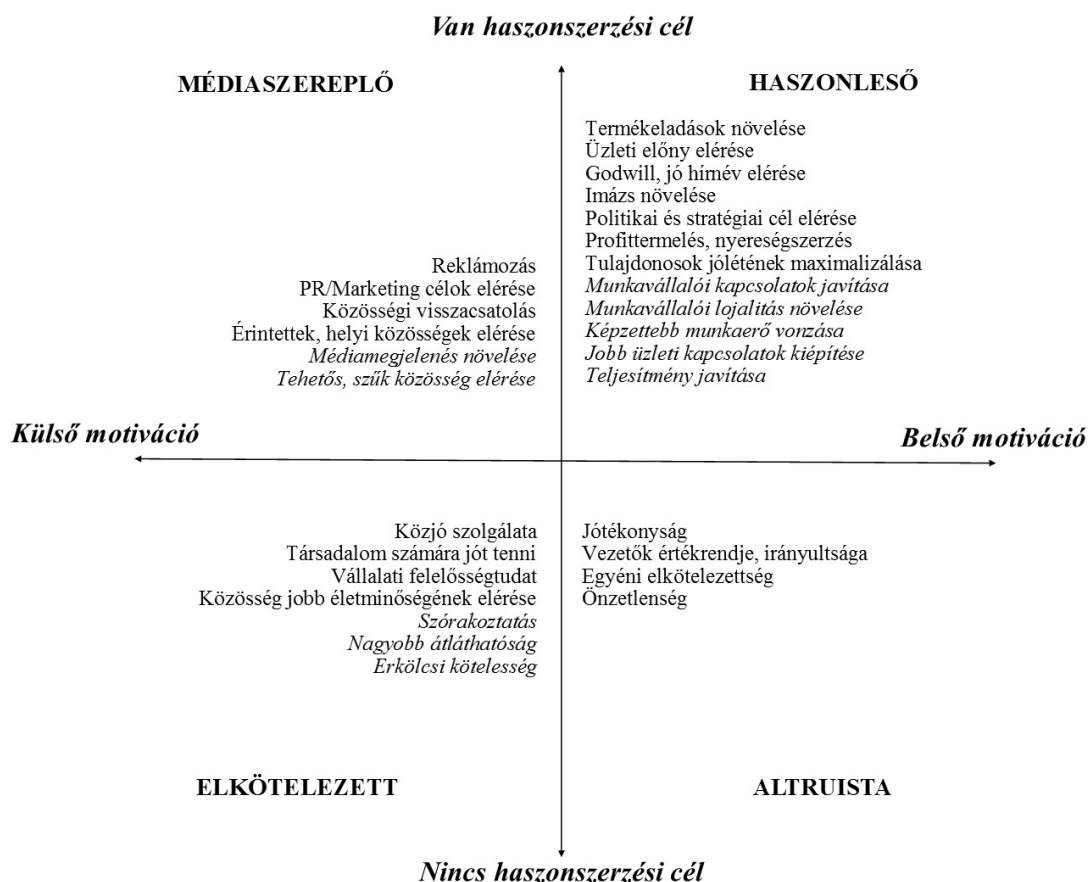 Van haszonszerzési cél
MÉDIASZEREPLŐ
HASZONLESŐ
Termékeladások növelése
Üzleti előny elérése
Godwill, jó hírnév elérése
Imázs növelése
Politikai és stratégiai cél elérése
Profittermelés, nyereségszerzés
Tulajdonosok jólétének maximalizálása
Munkavállalói kapcsolatok javítása
Munkavállalói lojalitás növelése
Képzettebb munkaerő vonzása
Jobb üzleti kapcsolatok kiépítése
Teljesítmény javítása
Reklámozás
PR/Marketing célok elérése
Közösségi visszacsatolás
Érintettek, helyi közösségek elérése
Médiamegjelenés növelése
Tehetős, szűk közösség elérése
Külső motiváció
Belső motiváció
Közjó szolgálata
Társadalom számára jót tenni
Vállalati felelősségtudat
Közösség jobb életminőségének elérése
Szórakoztatás
Nagyobb átláthatóság
Erkölcsi kötelesség
Jótékonyság
Vezetők értékrendje, irányultsága
Egyéni elkötelezettség
Önzetlenség
ELKÖTELEZETT
ALTRUISTA
Nincs haszonszerzési cél